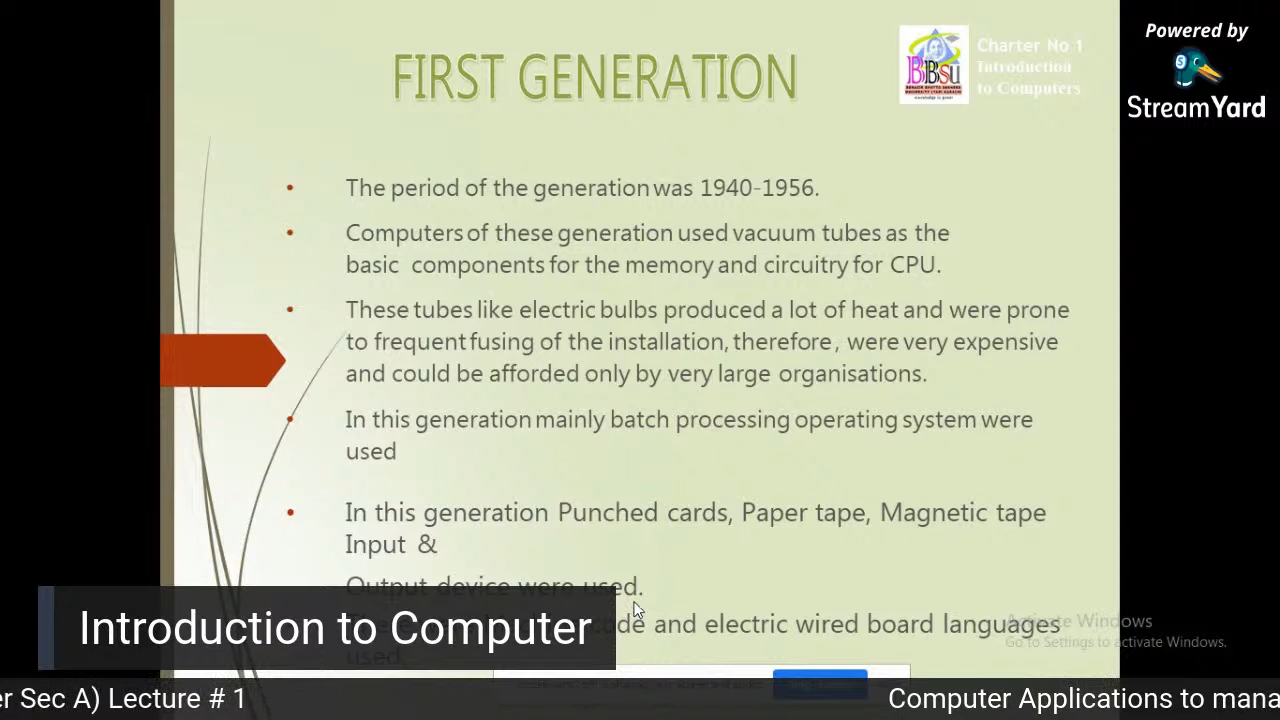 FIRST GENERATION
BBSU
Charter No 1
Introduction
to Computers
Powered by
StreamYard
• The period of the generation was 1940-1956.
• Computers of these generation used vacuum tubes as the
basic components for the memory and circuitry for CPU.
• These tubes like electric bulbs produced a lot of heat and were prone
to frequent fusing of the installation, therefore, were very expensive
and could be afforded only by very large organisations.
• In this generation mainly batch processing operating system were
used
• In this generation Punched cards, Paper tape, Magnetic tape
Input &
Output device were used.
code and electric wired board languages
used
Introduction to Computer
Activate Windows
Go to Settings to activate Windows.
er Sec A) Lecture # 1 Computer Applications to mana